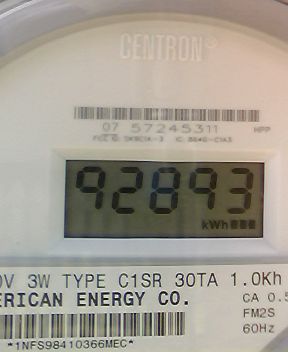 CENTRON®
07 57245311 HPP
92893
kWh
0V 3W TYPE C1SR 30TA 1.0Kh
ERICAN ENERGY CO. CA 0.5
FM2S
60Hz
*1NFS98410366MEC*